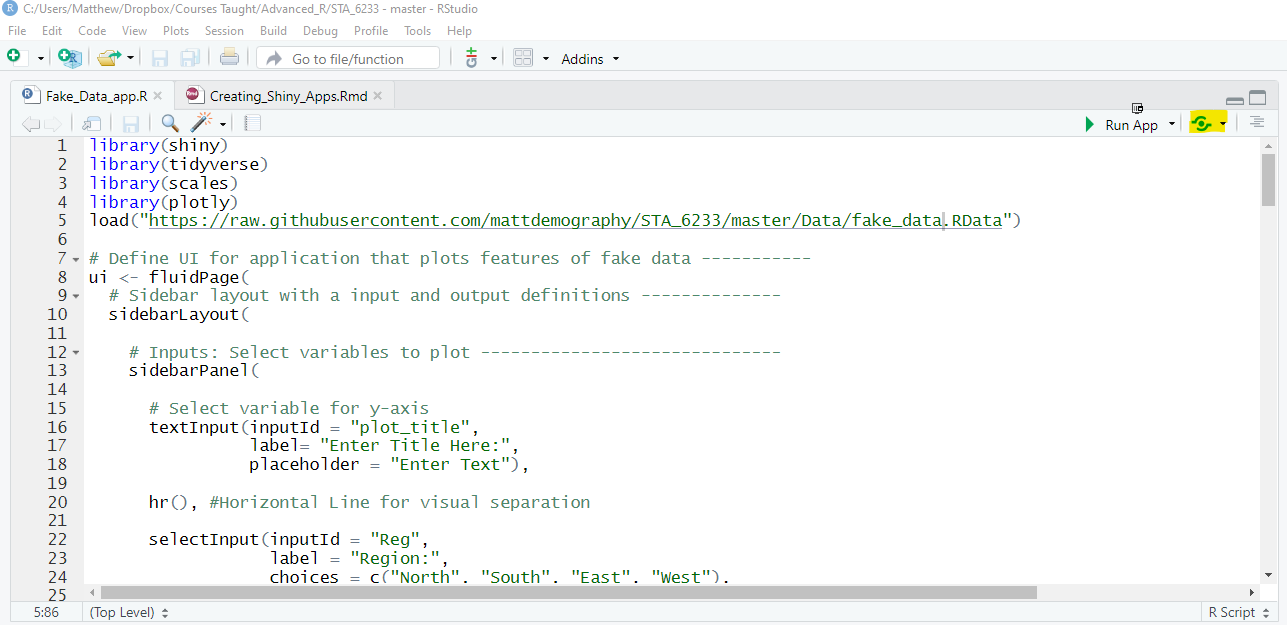 C:/Users/Matthew/Dropbox/Courses Taught/Advanced_R/STA_6233 - master - RStudio
File Edit Code View Plots Session Build Debug Profile Tools Help
Go to file/function Addins
Fake_Data_app.R Creating_Shiny_Apps.Rmd
Run App
1 library(shiny)
2 library(tidyverse)
3 library(scales)
4 library(plotly)
5 load("https://raw.githubusercontent.com/mattdemography/STA_6233/master/Data/fake_data.RData")
6
7 # Define UI for application that plots features of fake data -----------
8 ui <- fluidPage(
9 # Sidebar layout with a input and output definitions --------------
10 sidebarLayout(
11
12 # Inputs: Select variables to plot ------------------------------
13 sidebarPanel(
14
15 # Select variable for y-axis
16 textInput(inputId = "plot_title",
17 label= "Enter Title Here:",
18 placeholder = "Enter Text"),
19
20 hr(), #Horizontal Line for visual separation
21
22 selectInput(inputId = "Reg",
23 label = "Region:",
24 choices = c("North", "South", "East", "West"),
25
5:86 (Top Level) R Script